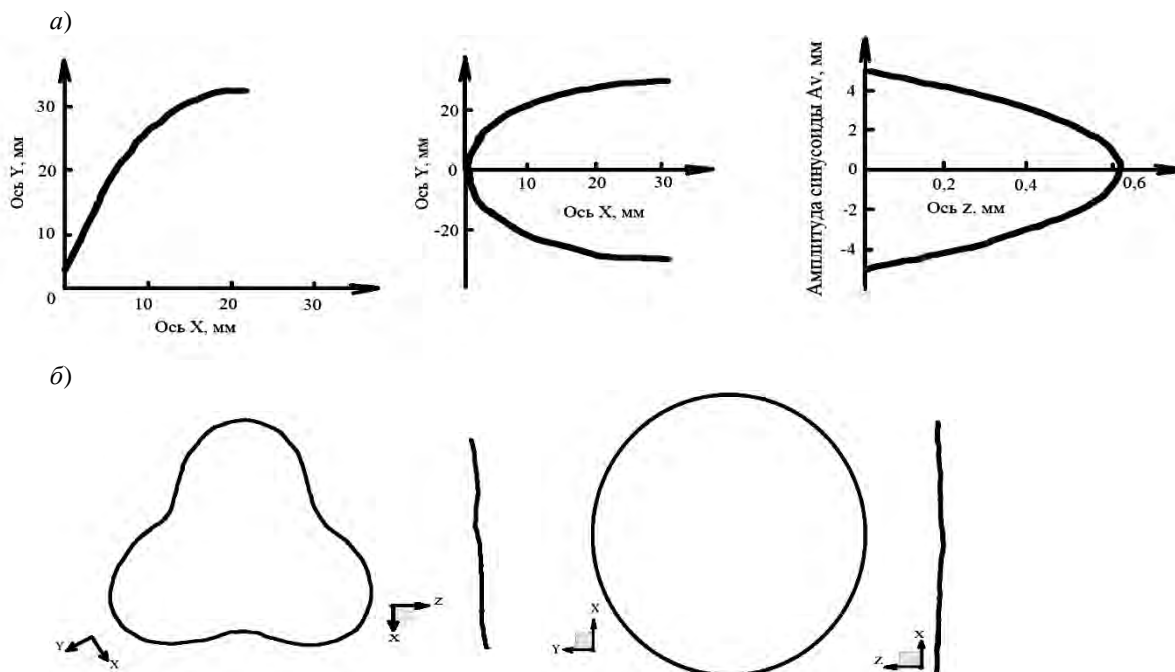 а)
Ось Y, мм
30
20
10
0
10
20
30
Ось X, мм
Ось Y, мм
20
0
-20
10
20
30
Ось X, мм
Амплитуда синусоиды Av, мм
4
2
0
-2
-4
0,2
0,4
0,6
Ось Z, мм
б)
Y
X
Z
X
X
Y
X
Z